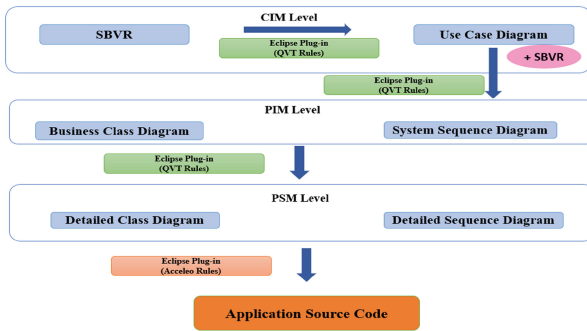 CIM Level
SBVR
Eclipse Plug-in
(QVT Rules)
Use Case Diagram
+ SBVR
Eclipse Plug-in
(QVT Rules)
PIM Level
Business Class Diagram
System Sequence Diagram
Eclipse Plug-in
(QVT Rules)
PSM Level
Detailed Class Diagram
Detailed Sequence Diagram
Eclipse Plug-in
(Acceleo Rules)
Application Source Code